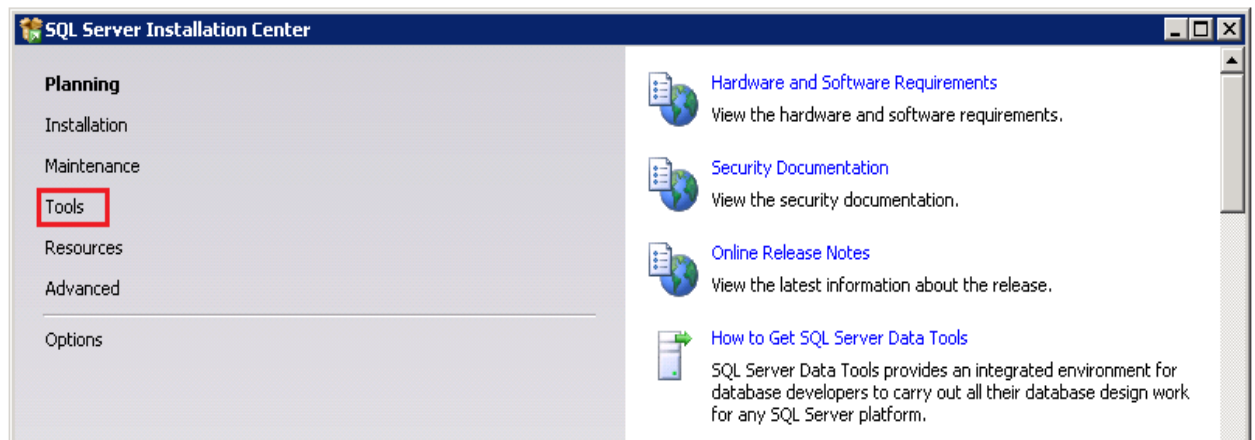 SQL Server Installation Center
Planning
Installation
Maintenance
Tools
Resources
Advanced
Options
Hardware and Software Requirements
View the hardware and software requirements.
Security Documentation
View the security documentation.
Online Release Notes
View the latest information about the release.
How to Get SQL Server Data Tools
SQL Server Data Tools provides an integrated environment for
database developers to carry out all their database design work
for any SQL Server platform.